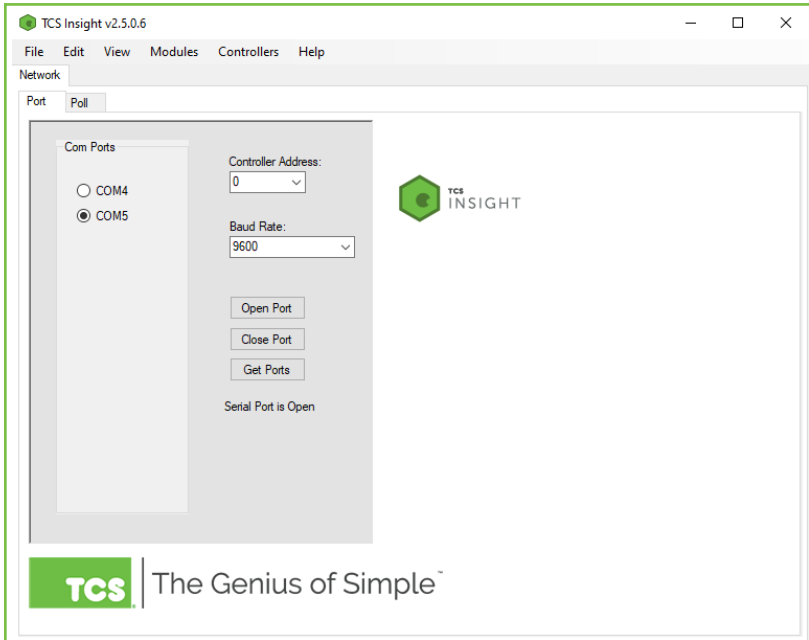 TCS Insight v2.5.0.6
File Edit View Modules Controllers Help
Network
Port Poll
Com Ports
COM4
COM5
Controller Address:
0
Baud Rate:
9600
Open Port
Close Port
Get Ports
Serial Port is Open
TCS
INSIGHT
TCS. The Genius of Simple™